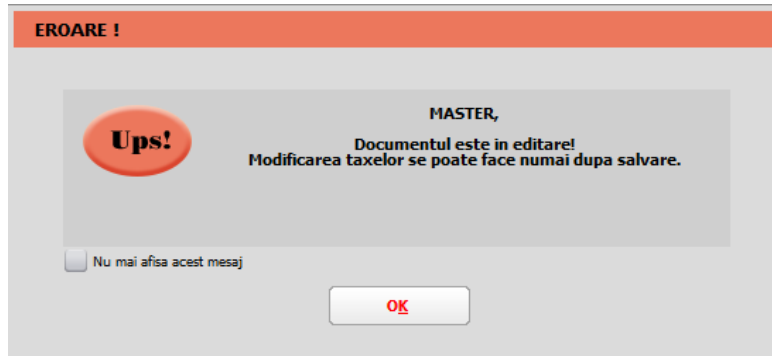 EROARE !
Ups!
MASTER,
Documentul este in editare!
Modificarea taxelor se poate face numai dupa salvare.
Nu mai afisa acest mesaj
OK